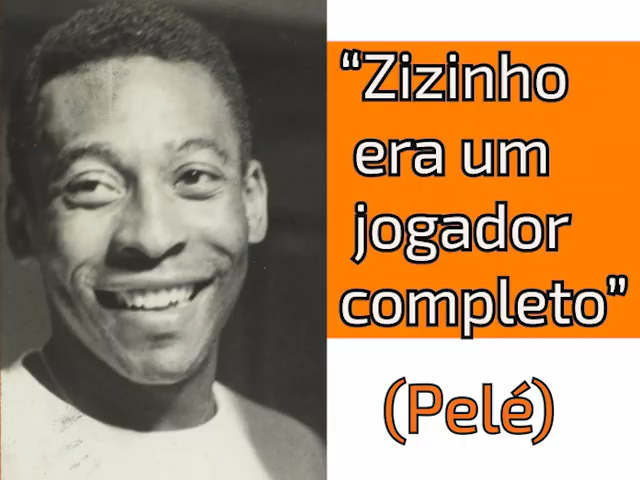 “Zizinho
era um
jogador
completo”
(Pelé)